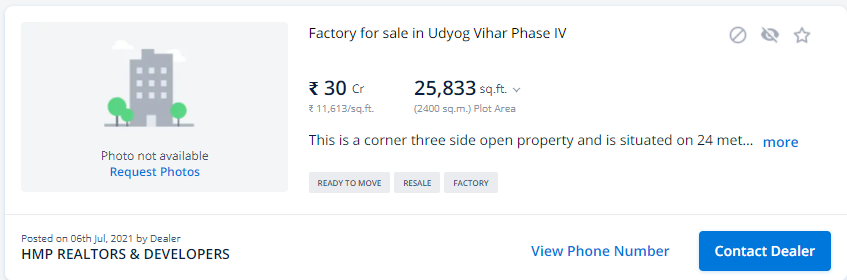 Factory for sale in Udyog Vihar Phase IV
₹ 30 Cr
₹ 11,613/sq.ft.
25,833 sq.ft.
(2400 sq.m.) Plot Area
This is a corner three side open property and is situated on 24 met... more
Photo not available
Request Photos
READY TO MOVE RESALE FACTORY
Posted on 06th Jul, 2021 by Dealer
HMP REALTORS & DEVELOPERS
View Phone Number
Contact Dealer